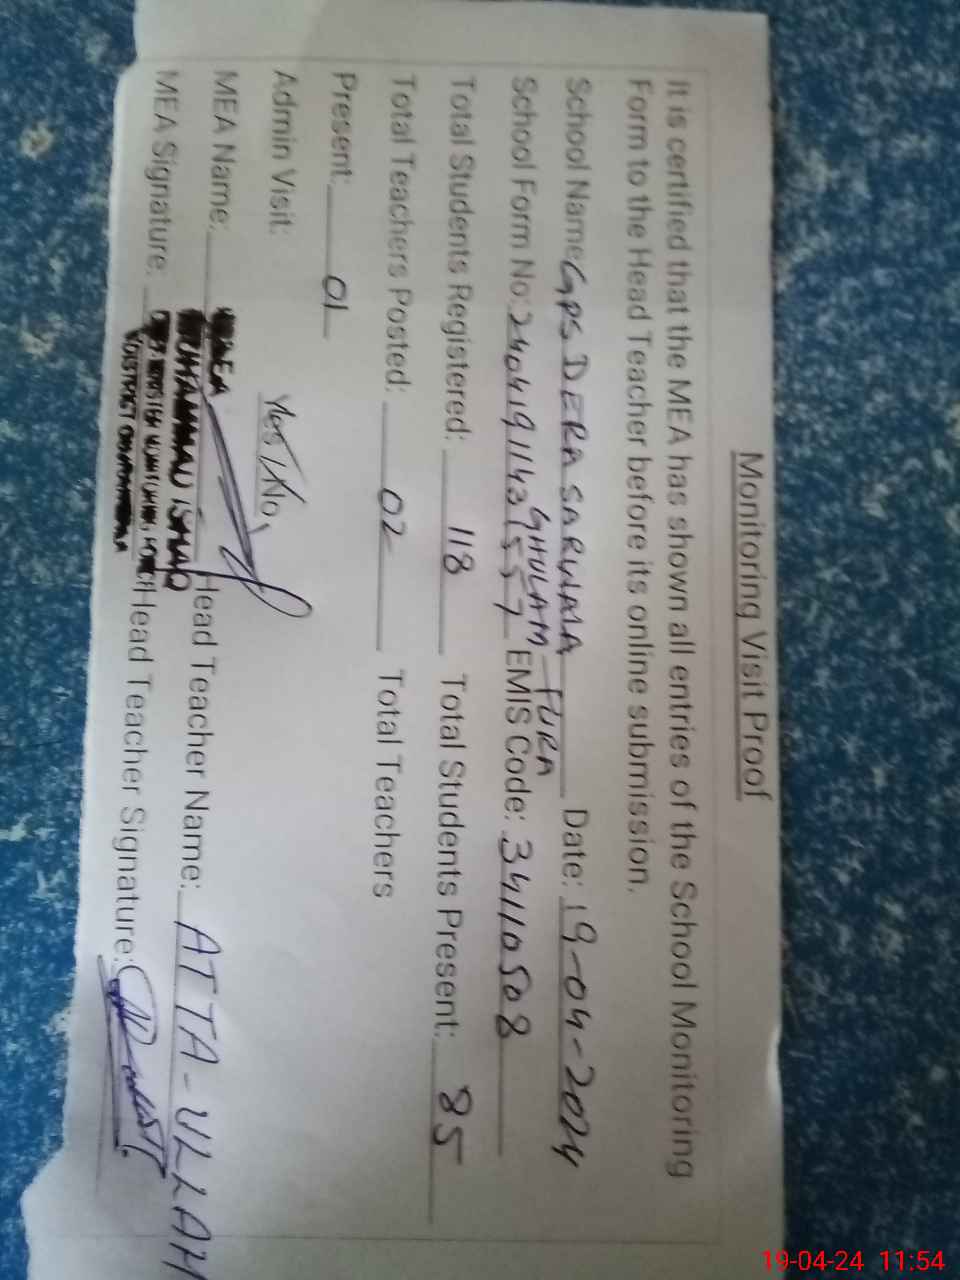 Monitoring Visit Proof
It is certified that the MEA has shown all entries of the School Monitoring
Form to the Head Teacher before its online submission.
School Name: GPS DERA SARWALA Date: 19-04-2024
GHULAM PURA
School Form No: EMIS Code: 34110508
Total Students Registered: 118 Total Students Present: 85
Total Teachers Posted: 02 Total Teachers
Present: 01
Admin Visit: Yes / No
MEA Name: MUHAMMAD ISHAQ Head Teacher Name: ATTA-ULLAH
MEA Signature: Head Teacher Signature:
19-04-24 11:54